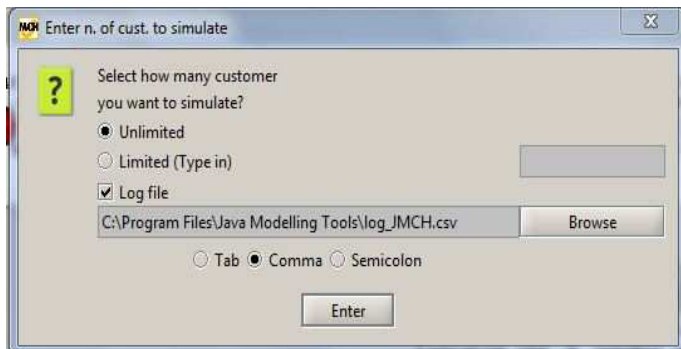 JMCH Enter n. of cust. to simulate
Select how many customer
you want to simulate?
Unlimited
Limited (Type in)
Log file
C:\Program Files\Java Modelling Tools\log_JMCH.csv Browse
Tab Comma Semicolon
Enter